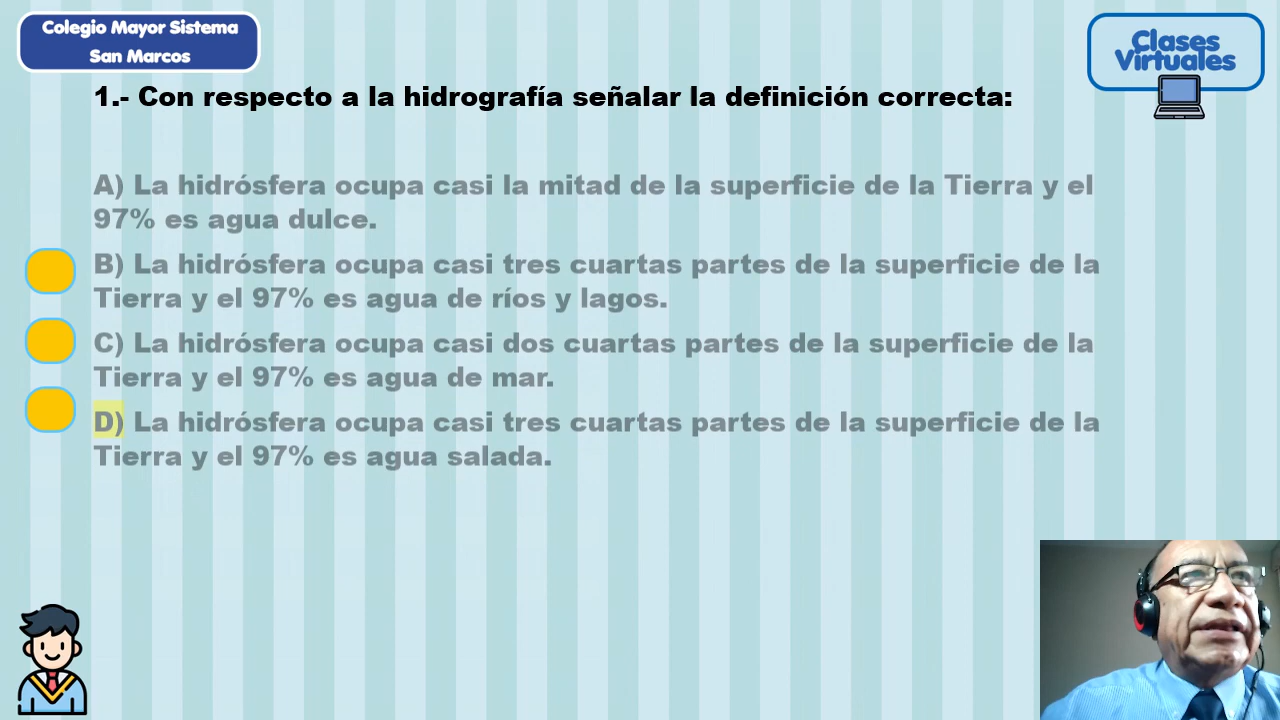 Colegio Mayor Sistema
San Marcos
Clases
Virtuales
1.- Con respecto a la hidrografía señalar la definición correcta:
A) La hidrósfera ocupa casi la mitad de la superficie de la Tierra y el
97% es agua dulce.
B) La hidrósfera ocupa casi tres cuartas partes de la superficie de la
Tierra y el 97% es agua de ríos y lagos.
C) La hidrósfera ocupa casi dos cuartas partes de la superficie de la
Tierra y el 97% es agua de mar.
D) La hidrósfera ocupa casi tres cuartas partes de la superficie de la
Tierra y el 97% es agua salada.